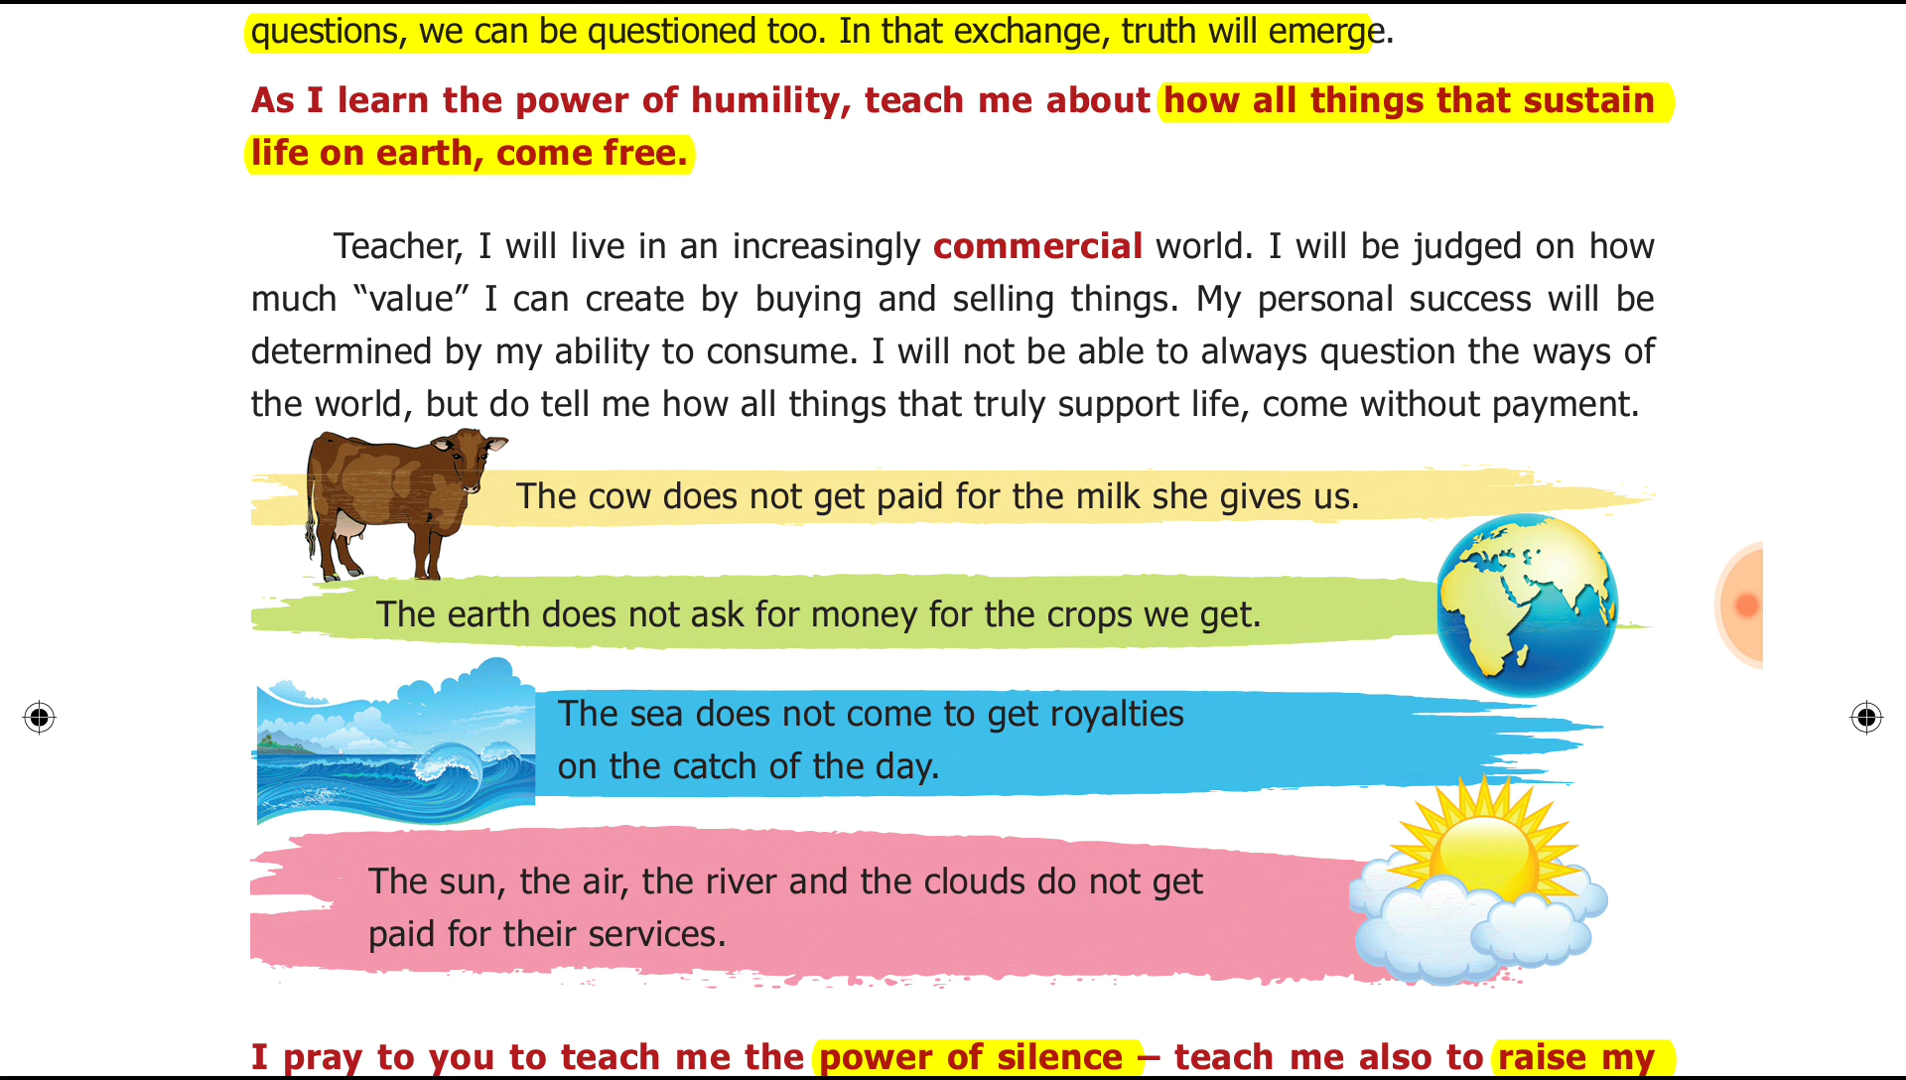 questions, we can be questioned too. In that exchange, truth will emerge.
As I learn the power of humility, teach me about how all things that sustain
life on earth, come free.
Teacher, I will live in an increasingly commercial world. I will be judged on how
much “value” I can create by buying and selling things. My personal success will be
determined by my ability to consume. I will not be able to always question the ways of
the world, but do tell me how all things that truly support life, come without payment.
The cow does not get paid for the milk she gives us.
The earth does not ask for money for the crops we get.
The sea does not come to get royalties
on the catch of the day.
The sun, the air, the river and the clouds do not get
paid for their services.
I pray to you to teach me the power of silence – teach me also to raise my